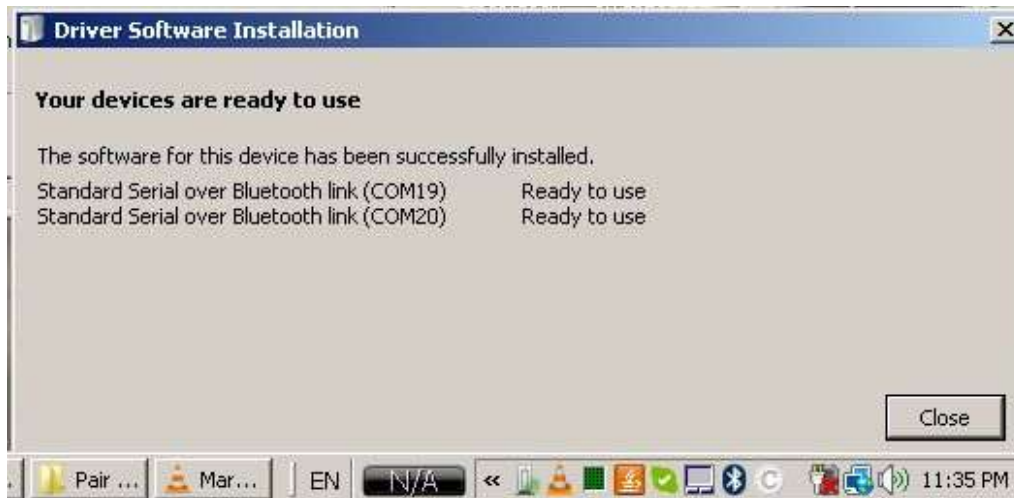 Driver Software Installation
Your devices are ready to use
The software for this device has been successfully installed.
Standard Serial over Bluetooth link (COM19) Ready to use
Standard Serial over Bluetooth link (COM20) Ready to use
Close
Pair ... Mar... EN N/A « 11:35 PM